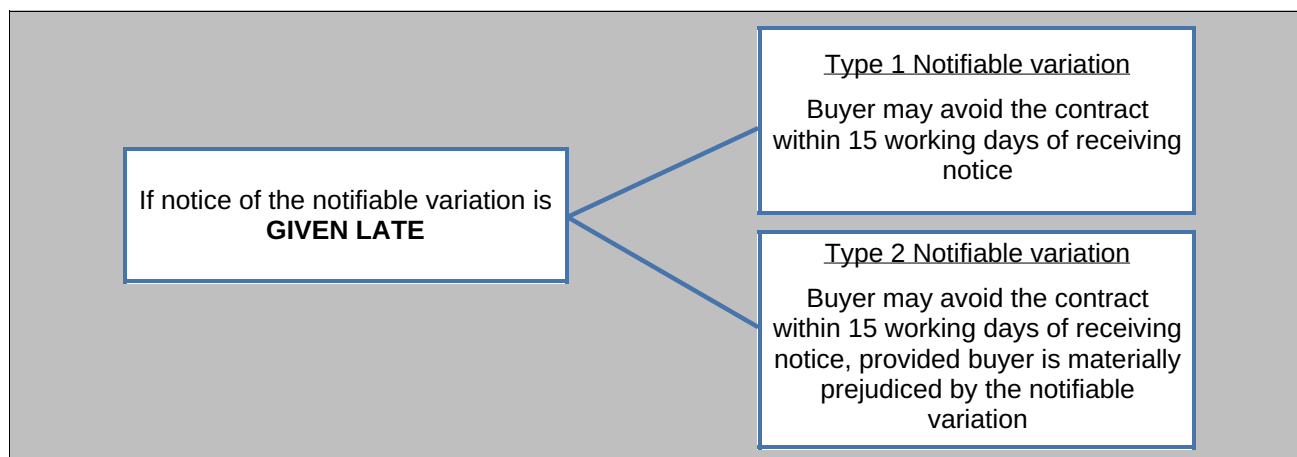 If notice of the notifiable variation is
GIVEN LATE
Type 1 Notifiable variation
Buyer may avoid the contract
within 15 working days of receiving
notice
Type 2 Notifiable variation
Buyer may avoid the contract
within 15 working days of receiving
notice, provided buyer is materially
prejudiced by the notifiable
variation